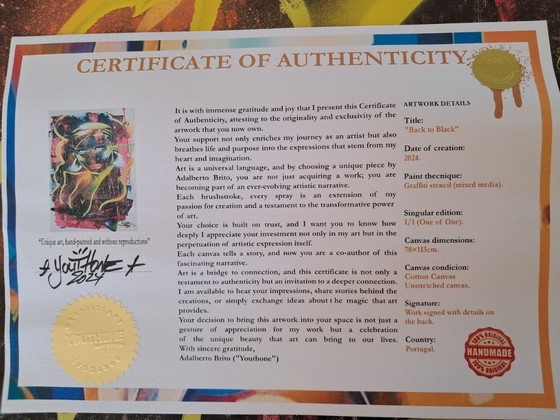 CERTIFICATE OF AUTHENTICITY
It is with immense gratitude and joy that I present this Certificate
of Authenticity, attesting to the originality and exclusivity of the
artwork that you now own.
Your support not only enriches my journey as an artist but also
breathes life and purpose into the expressions that stem from my
heart and imagination.
Art is a universal language, and by choosing a unique piece by
Adalberto Brito, you are not just acquiring a work; you are
becoming part of an ever-evolving artistic narrative.
Each brushstroke, every spray is an extension of my
passion for creation and a testament to the transformative power
of art.
Your choice is built on trust, and I want you to know how
deeply I appreciate your investment not only in my art but in the
perpetuation of artistic expression itself.
Each canvas tells a story, and now you are a co-author of this
fascinating narrative.
Art is a bridge to connection, and this certificate is not only a
testament to authenticity but an invitation to a deeper connection.
I am available to hear your impressions, share stories behind the
creations, or simply exchange ideas about the magic that art
provides.
Your decision to bring this artwork into your space is not just a
gesture of appreciation for my work but a celebration
of the unique beauty that art can bring to our lives.
With sincere gratitude,
Adalberto Brito ("Youthone")
"Unique art, hand-painted and without reproductions"
YouthOne
2024
ARTWORK DETAILS
Title:
"Back to Black"
Date of creation:
2024.
Paint thecnique:
Graffiti stencil (mixed media).
Singular edition:
1/1 (One of One).
Canvas dimensions:
70×113cm.
Canvas condicion:
Cotton Canvas
Unstretched canvas.
Signature:
Work signed with details on
the back.
Country:
Portugal.
100% ORIGINAL
HANDMADE
100% ORIGINAL